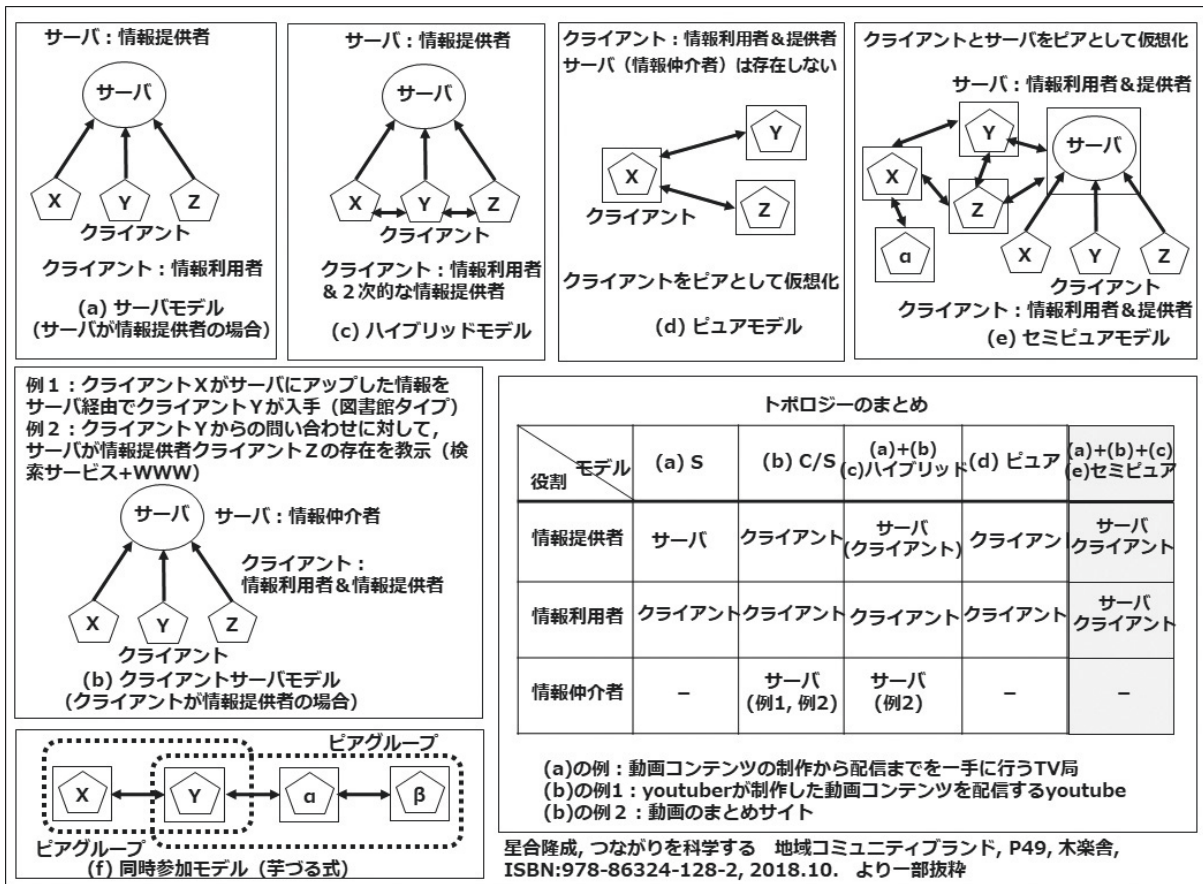 サーバ：情報提供者
サーバ
X
Y
Z
クライアント
クライアント：情報利用者
(a) サーバモデル
(サーバが情報提供者の場合)
サーバ：情報提供者
サーバ
X
Y
Z
クライアント
クライアント：情報利用者
&２次的な情報提供者
(c) ハイブリッドモデル
クライアント：情報利用者&提供者
サーバ（情報仲介者）は存在しない
Y
X
Z
クライアント
クライアントをピアとして仮想化
(d) ピュアモデル
クライアントとサーバをピアとして仮想化
サーバ：情報利用者&提供者
Y
サーバ
X
Z
α
X
Y
Z
クライアント
クライアント：情報利用者&提供者
(e) セミピュアモデル
例１：クライアントXがサーバにアップした情報を
サーバ経由でクライアントYが入手（図書館タイプ）
例２：クライアントYからの問い合わせに対して，
サーバが情報提供者クライアントZの存在を教示（検
索サービス+WWW）
サーバ
サーバ：情報仲介者
クライアント：
情報利用者&情報提供者
X
Y
Z
クライアント
(b) クライアントサーバモデル
(クライアントが情報提供者の場合)
ピアグループ
X
Y
α
β
ピアグループ
(f) 同時参加モデル（芋づる式）
トポロジーのまとめ
モデル
役割
(a) S
(b) C/S
(a)+(b)
(c)ハイブリッド
(d) ピュア
(a)+(b)+(c)
(e)セミピュア
情報提供者
サーバ
クライアント
サーバ
(クライアント)
クライアン
サーバ
クライアント
情報利用者
クライアント
クライアント
クライアント
クライアント
サーバ
クライアント
情報仲介者
–
サーバ
(例1, 例2)
サーバ
(例2)
–
–
(a)の例：動画コンテンツの制作から配信までを一手に行うTV局
(b)の例1：youtuberが制作した動画コンテンツを配信するyoutube
(b)の例２：動画のまとめサイト
星合隆成, つながりを科学する　地域コミュニティブランド, P49, 木楽舎,
ISBN:978-86324-128-2, 2018.10.　より一部抜粋